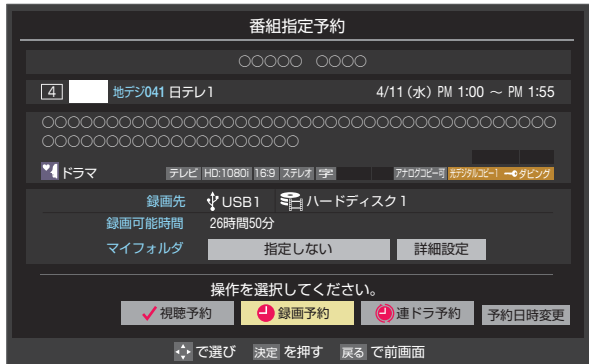 番組指定予約
○○○○○ ○○○○
4 地デジ041 日テレ1 4/11 (水) PM 1:00 ～ PM 1:55
○○○○○○○○○○○○○○○○○○○○○○○○○○○○○○○○○○
○○○○○○○○○○○○○○○○○
ドラマ テレビ HD:1080i 16:9 ステレオ 字 アナログコピー可 光デジタルコピー1 ダビング
録画先 USB1 ハードディスク1
録画可能時間 26時間50分
マイフォルダ 指定しない 詳細設定
操作を選択してください。
視聴予約 録画予約 連ドラ予約 予約日時変更
で選び 決定 を押す 戻る で前画面